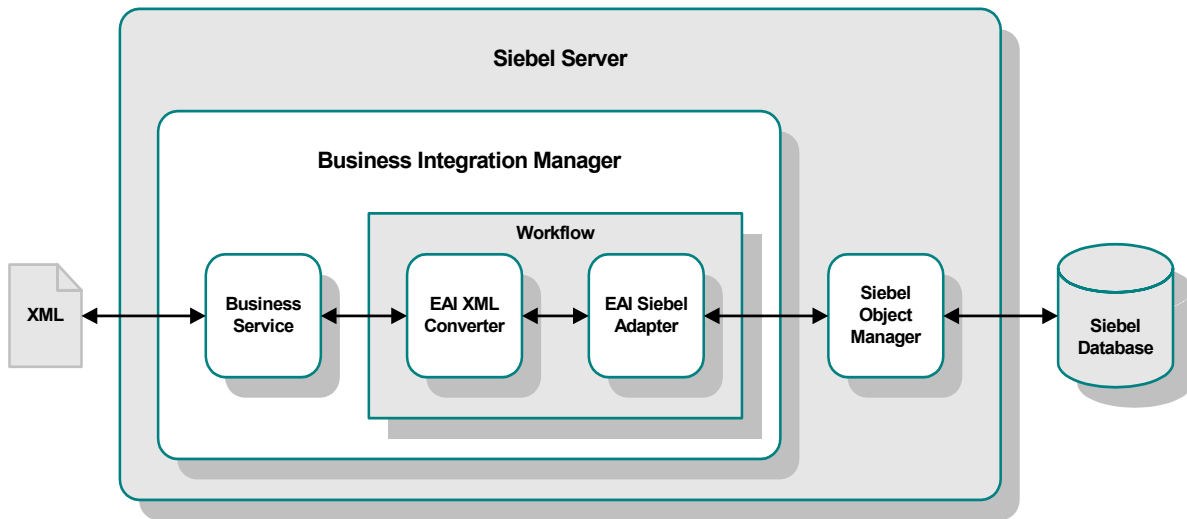 Siebel Server
Business Integration Manager
Workflow
XML
Business
Service
EAI XML
Converter
EAI Siebel
Adapter
Siebel
Object
Manager
Siebel
Database